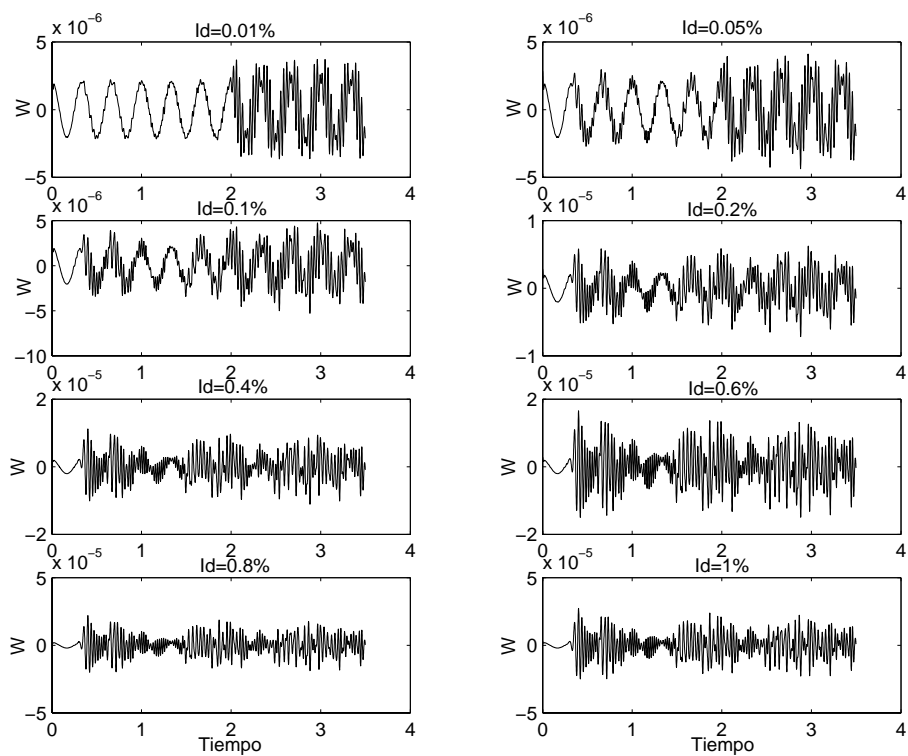 x 10⁻⁶
Id=0.01%
5
0
−5
W
0 1 2 3 4
x 10⁻⁶
Id=0.05%
5
0
−5
W
0 1 2 3 4
x 10⁻⁶
Id=0.1%
5
0
−5
−10
W
0 1 2 3 4
x 10⁻⁵
Id=0.2%
1
0
−1
W
0 1 2 3 4
x 10⁻⁵
Id=0.4%
2
0
−2
W
0 1 2 3 4
x 10⁻⁵
Id=0.6%
2
0
−2
W
0 1 2 3 4
x 10⁻⁵
Id=0.8%
5
0
−5
W
0 1 2 3 4
Tiempo
x 10⁻⁵
Id=1%
5
0
−5
W
0 1 2 3 4
Tiempo